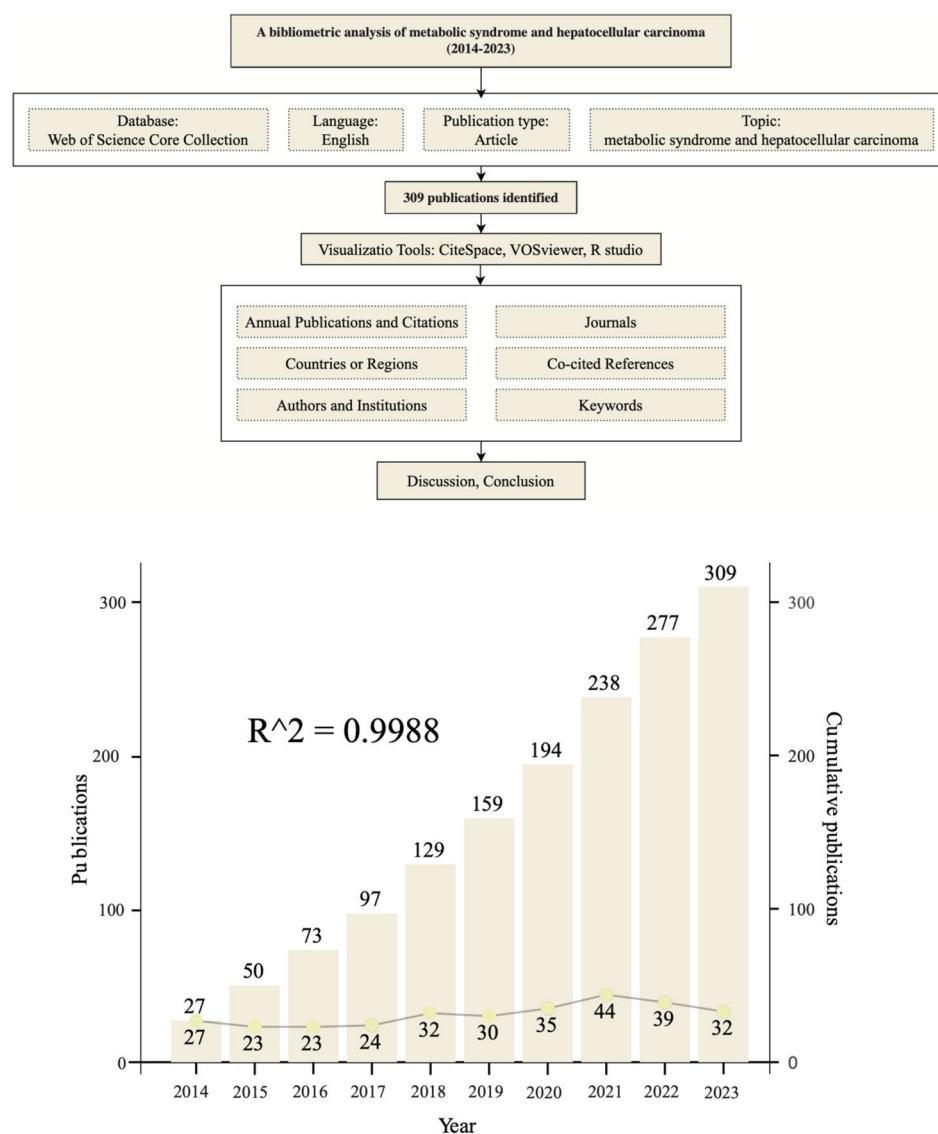 A bibliometric analysis of metabolic syndrome and hepatocellular carcinoma
(2014-2023)
Database:
Web of Science Core Collection
Language:
English
Publication type:
Article
Topic:
metabolic syndrome and hepatocellular carcinoma
309 publications identified
Visualizatio Tools: CiteSpace, VOSviewer, R studio
Annual Publications and Citations
Journals
Countries or Regions
Co-cited References
Authors and Institutions
Keywords
Discussion, Conclusion
309
300
300
277
238
R^2 = 0.9988
200
194
200
159
129
100
97
100
73
50
27
27
23
23
24
32
30
35
44
39
32
0
0
Publications
Cumulative publications
2014
2015
2016
2017
2018
2019
2020
2021
2022
2023
Year